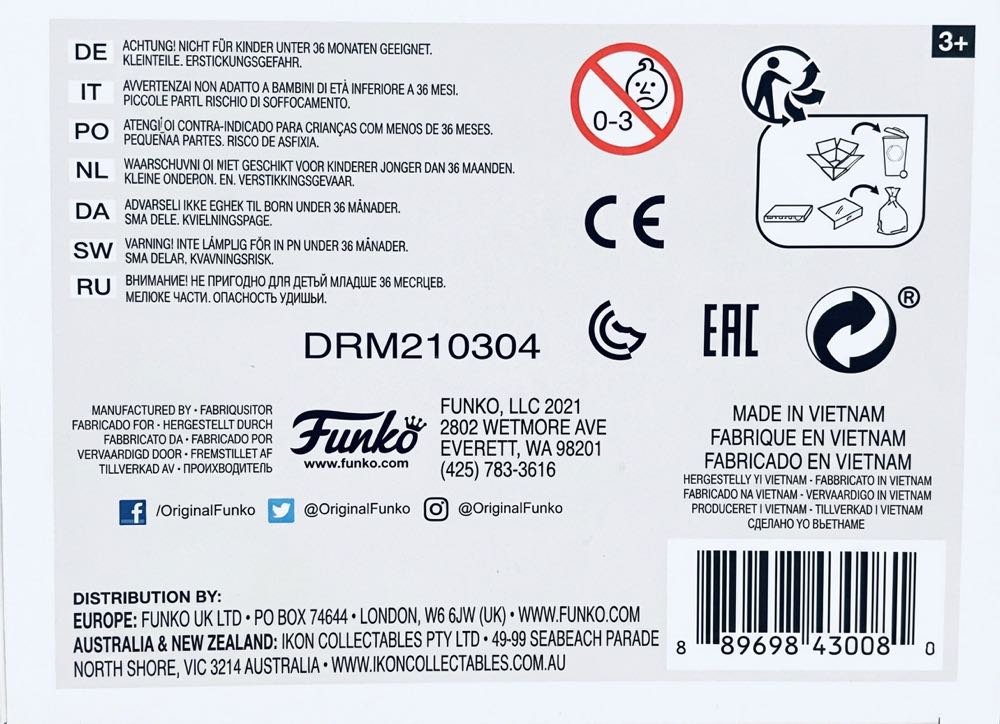 3+
DE ACHTUNG! NICHT FÜR KINDER UNTER 36 MONATEN GEEIGNET.
KLEINTEILE. ERSTICKUNGSGEFAHR.
IT AVVERTENZAI NON ADATTO A BAMBINI DI ETÀ INFERIORE A 36 MESI.
PICCOLE PARTL RISCHIO DI SOFFOCAMENTO.
PO ATENGI'OI CONTRA-INDICADO PARA CRIANÇAS COM MENOS DE 36 MESES.
PEQUEÑAA PARTES. RISCO DE ASFIXIA.
NL WAARSCHUVNI OI NIET GESCHIKT VOOR KINDERER JONGER DAN 36 MAANDEN.
KLEINE ONDERON. EN. VERSTIKKINGSGEVAAR.
DA ADVARSELI IKKE EGHEK TIL BORN UNDER 36 MÅNADER.
SMA DELE. KVIELNINGSPAGE.
SW VARNING! INTE LÁMPLIG FÖR IN PN UNDER 36 MÅNADER.
SMA DELAR, KVAVNINGSRISK.
RU ВНИМАНИЕ! НЕ ПРИГОДНО ДЛЯ ДЕТЬЙ МЛАДШЕ 36 МЕСЯЦЕВ.
МЕЛЮКЕ ЧАСТИ. ОПАСНОСТЬ УДИШЬИ.
0-3
CE
DRM210304
EAC
®
MANUFACTURED BY • FABRIQUSITOR
FABRICADO FOR • HERGESTELLT DURCH
FABBRICATO DA • FABRICADO POR
VERVAARDIGD DOOR • FREMSTILLET AF
TILLVERKAD AV • ПРОИХВОДИТЕЛЬ
Funko
www.funko.com
FUNKO, LLC 2021
2802 WETMORE AVE
EVERETT, WA 98201
(425) 783-3616
MADE IN VIETNAM
FABRIQUE EN VIETNAM
FABRICADO EN VIETNAM
HERGESTELLY YI VIETNAM - FABBRICATO IN VIETNAM
FABRICADO NA VIETNAM - VERVAARDIGO IN VIETNAM
PRODUCERET I VIETNAM - TILLVERKAD I VIETNAM
СДЕЛАНО YO ВЬЕТНАМЕ
/OriginalFunko @OriginalFunko @OriginalFunko
DISTRIBUTION BY:
EUROPE: FUNKO UK LTD • PO BOX 74644 • LONDON, W6 6JW (UK) • WWW.FUNKO.COM
AUSTRALIA & NEW ZEALAND: IKON COLLECTABLES PTY LTD • 49-99 SEABEACH PARADE
NORTH SHORE, VIC 3214 AUSTRALIA • WWW.IKONCOLLECTABLES.COM.AU
8 89698 43008 0